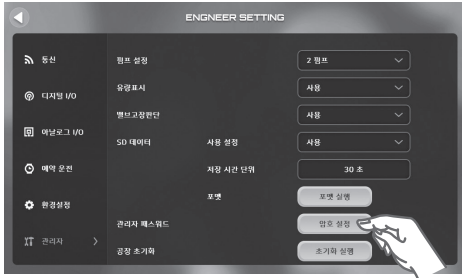 ENGNEER SETTING
통신
디지털 I/O
아날로그 I/O
예약 운전
환경설정
관리자 >
펌프 설정 2 펌프
유량표시 사용
밸브고장판단 사용
SD 데이터 사용 설정 사용
저장 시간 단위 30 초
포맷 포맷 실행
관리자 패스워드 암호 설정
공장 초기화 초기화 실행